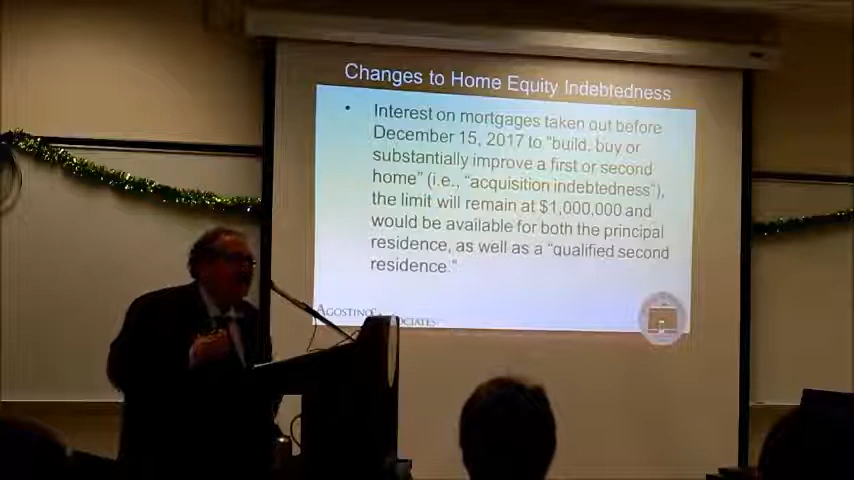 Changes to Home Equity Indebtedness
• Interest on mortgages taken out before
December 15, 2017 to "build, buy or
substantially improve a first or second
home" (i.e., "acquisition indebtedness"),
the limit will remain at $1,000,000 and
would be available for both the principal
residence, as well as a "qualified second
residence."
AGOSTINO